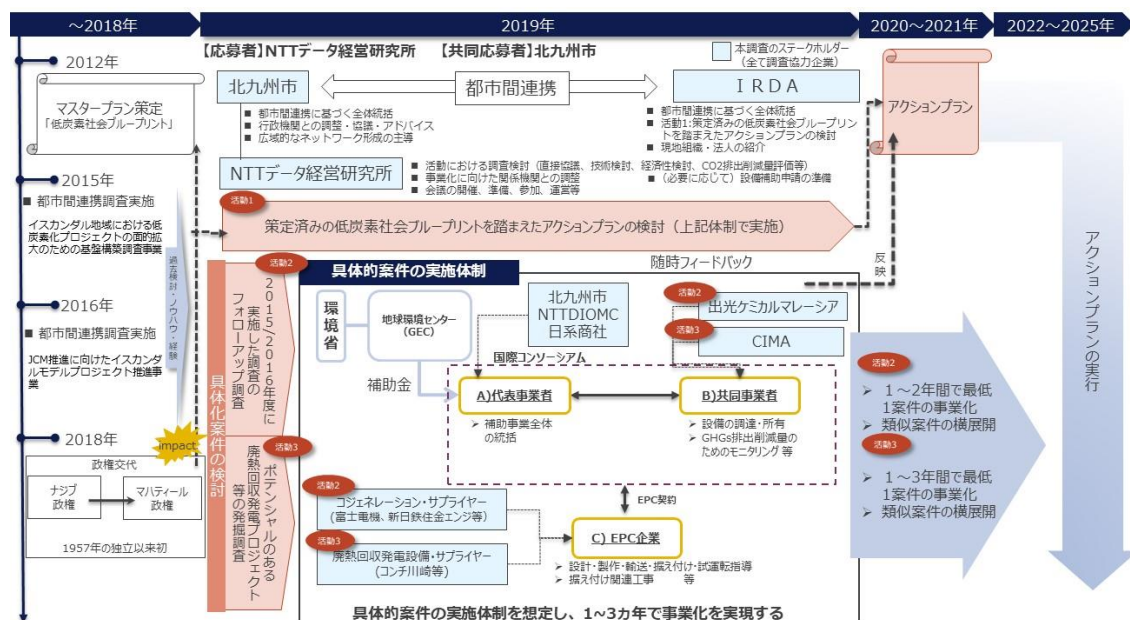 ～2018年
2019年
2020～2021年
2022～2025年
2012年
マスタープラン策定
「低炭素社会ブループリント」
2015年
■ 都市間連携調査実施
イスカンダル地域における低
炭素化プロジェクトの面的拡
大のための基盤構築調査事業
2016年
■ 都市間連携調査実施
JCM推進に向けたイスカンダ
ルモデルプロジェクト推進事
業
過去検討・ノウハウ・経験
2018年
impact
政権交代
ナジブ
政権
マハティール
政権
1957年の独立以来初
【応募者】NTTデータ経営研究所
【共同応募者】北九州市
本調査のステークホルダー
（全て調査協力企業）
北九州市
都市間連携
IRDA
■ 都市間連携に基づく全体統括
■ 行政機関との調整・協議・アドバイス
■ 広域的なネットワーク形成の主導
■ 都市間連携に基づく全体統括
■ 活動1:策定済みの低炭素社会ブループリン
トを踏まえたアクションプランの検討
■ 現地組織・法人の紹介
NTTデータ経営研究所
■ 活動における調査検討（直接協議、技術検討、経済性検討、CO2排出削減量評価等）
■ 事業化に向けた関係機関との調整
■ （必要に応じて）設備補助申請の準備
■ 会議の開催、準備、参加、運営等
活動1
策定済みの低炭素社会ブループリントを踏まえたアクションプランの検討（上記体制で実施）
アクションプラン
反映
随時フィードバック
具体化案件の検討
活動2
2015/2016年度に
実施した調査の
フォローアップ調査
活動3
ポテンシャルのある
廃熱回収発電プロジェクト
等の発掘調査
具体的案件の実施体制
環境省
地球環境センター
(GEC)
補助金
北九州市
NTTDIOMC
日系商社
活動2
出光ケミカルマレーシア
活動3
CIMA
国際コンソーシアム
A)代表事業者
➢ 補助事業全体
の統括
B)共同事業者
➢ 設備の調達・所有
➢ GHGs排出削減量の
ためのモニタリング 等
EPC契約
活動2
コジェネレーション・サプライヤー
(富士電機、新日鉄住金エンジ等)
活動3
廃熱回収発電設備・サプライヤー
(コンチ川崎等)
C) EPC企業
➢ 設計・製作・輸送・据え付け・試運転指導
➢ 据え付け関連工事 等
具体的案件の実施体制を想定し、1~3ヵ年で事業化を実現する
活動2
➢ 1～2年間で最低
1案件の事業化
➢ 類似案件の横展開
活動3
➢ 1～3年間で最低
1案件の事業化
➢ 類似案件の横展開
アクションプランの実行